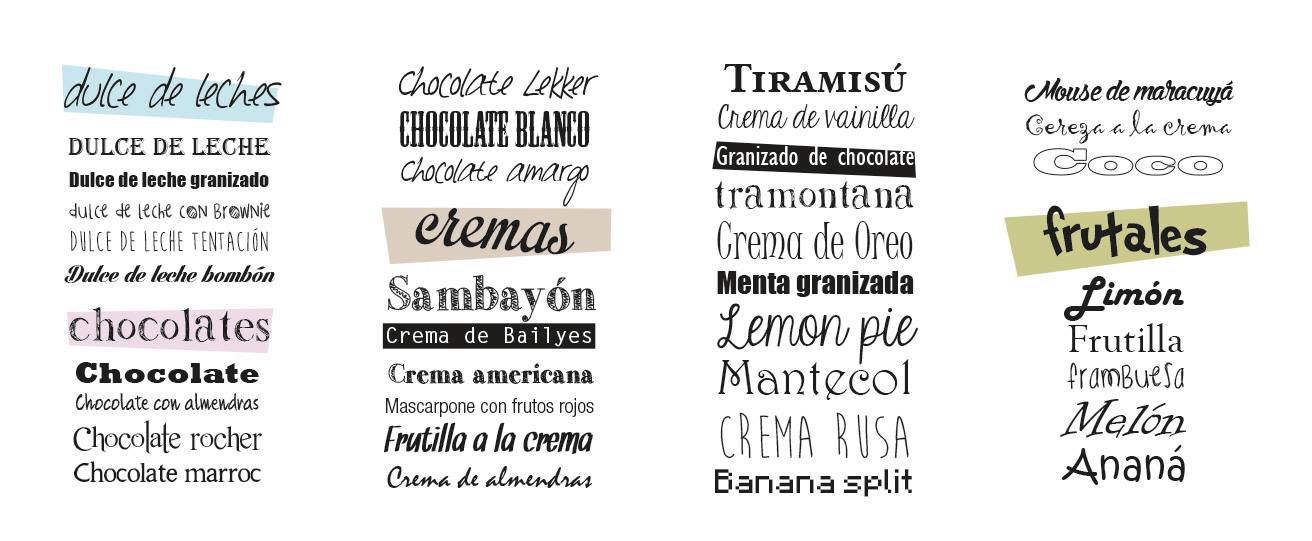 dulce de leches
DULCE DE LECHE
Dulce de leche granizado
dulce de leche con Brownie
DULCE DE LECHE TENTACIÓN
Dulce de leche bombón
chocolates
Chocolate
Chocolate con almendras
Chocolate rocher
Chocolate marroc
Chocolate Lekker
CHOCOLATE BLANCO
Chocolate amargo
cremas
Sambayón
Crema de Bailyes
Crema americana
Mascarpone con frutos rojos
Frutilla a la crema
Crema de almendras
TIRAMISÚ
Crema de vainilla
Granizado de chocolate
tramontana
Crema de Oreo
Menta granizada
Lemon pie
Mantecol
CREMA RUSA
Banana split
Mouse de maracuyá
Cereza a la crema
Coco
frutales
Limón
Frutilla
frambuesa
Melón
Ananá